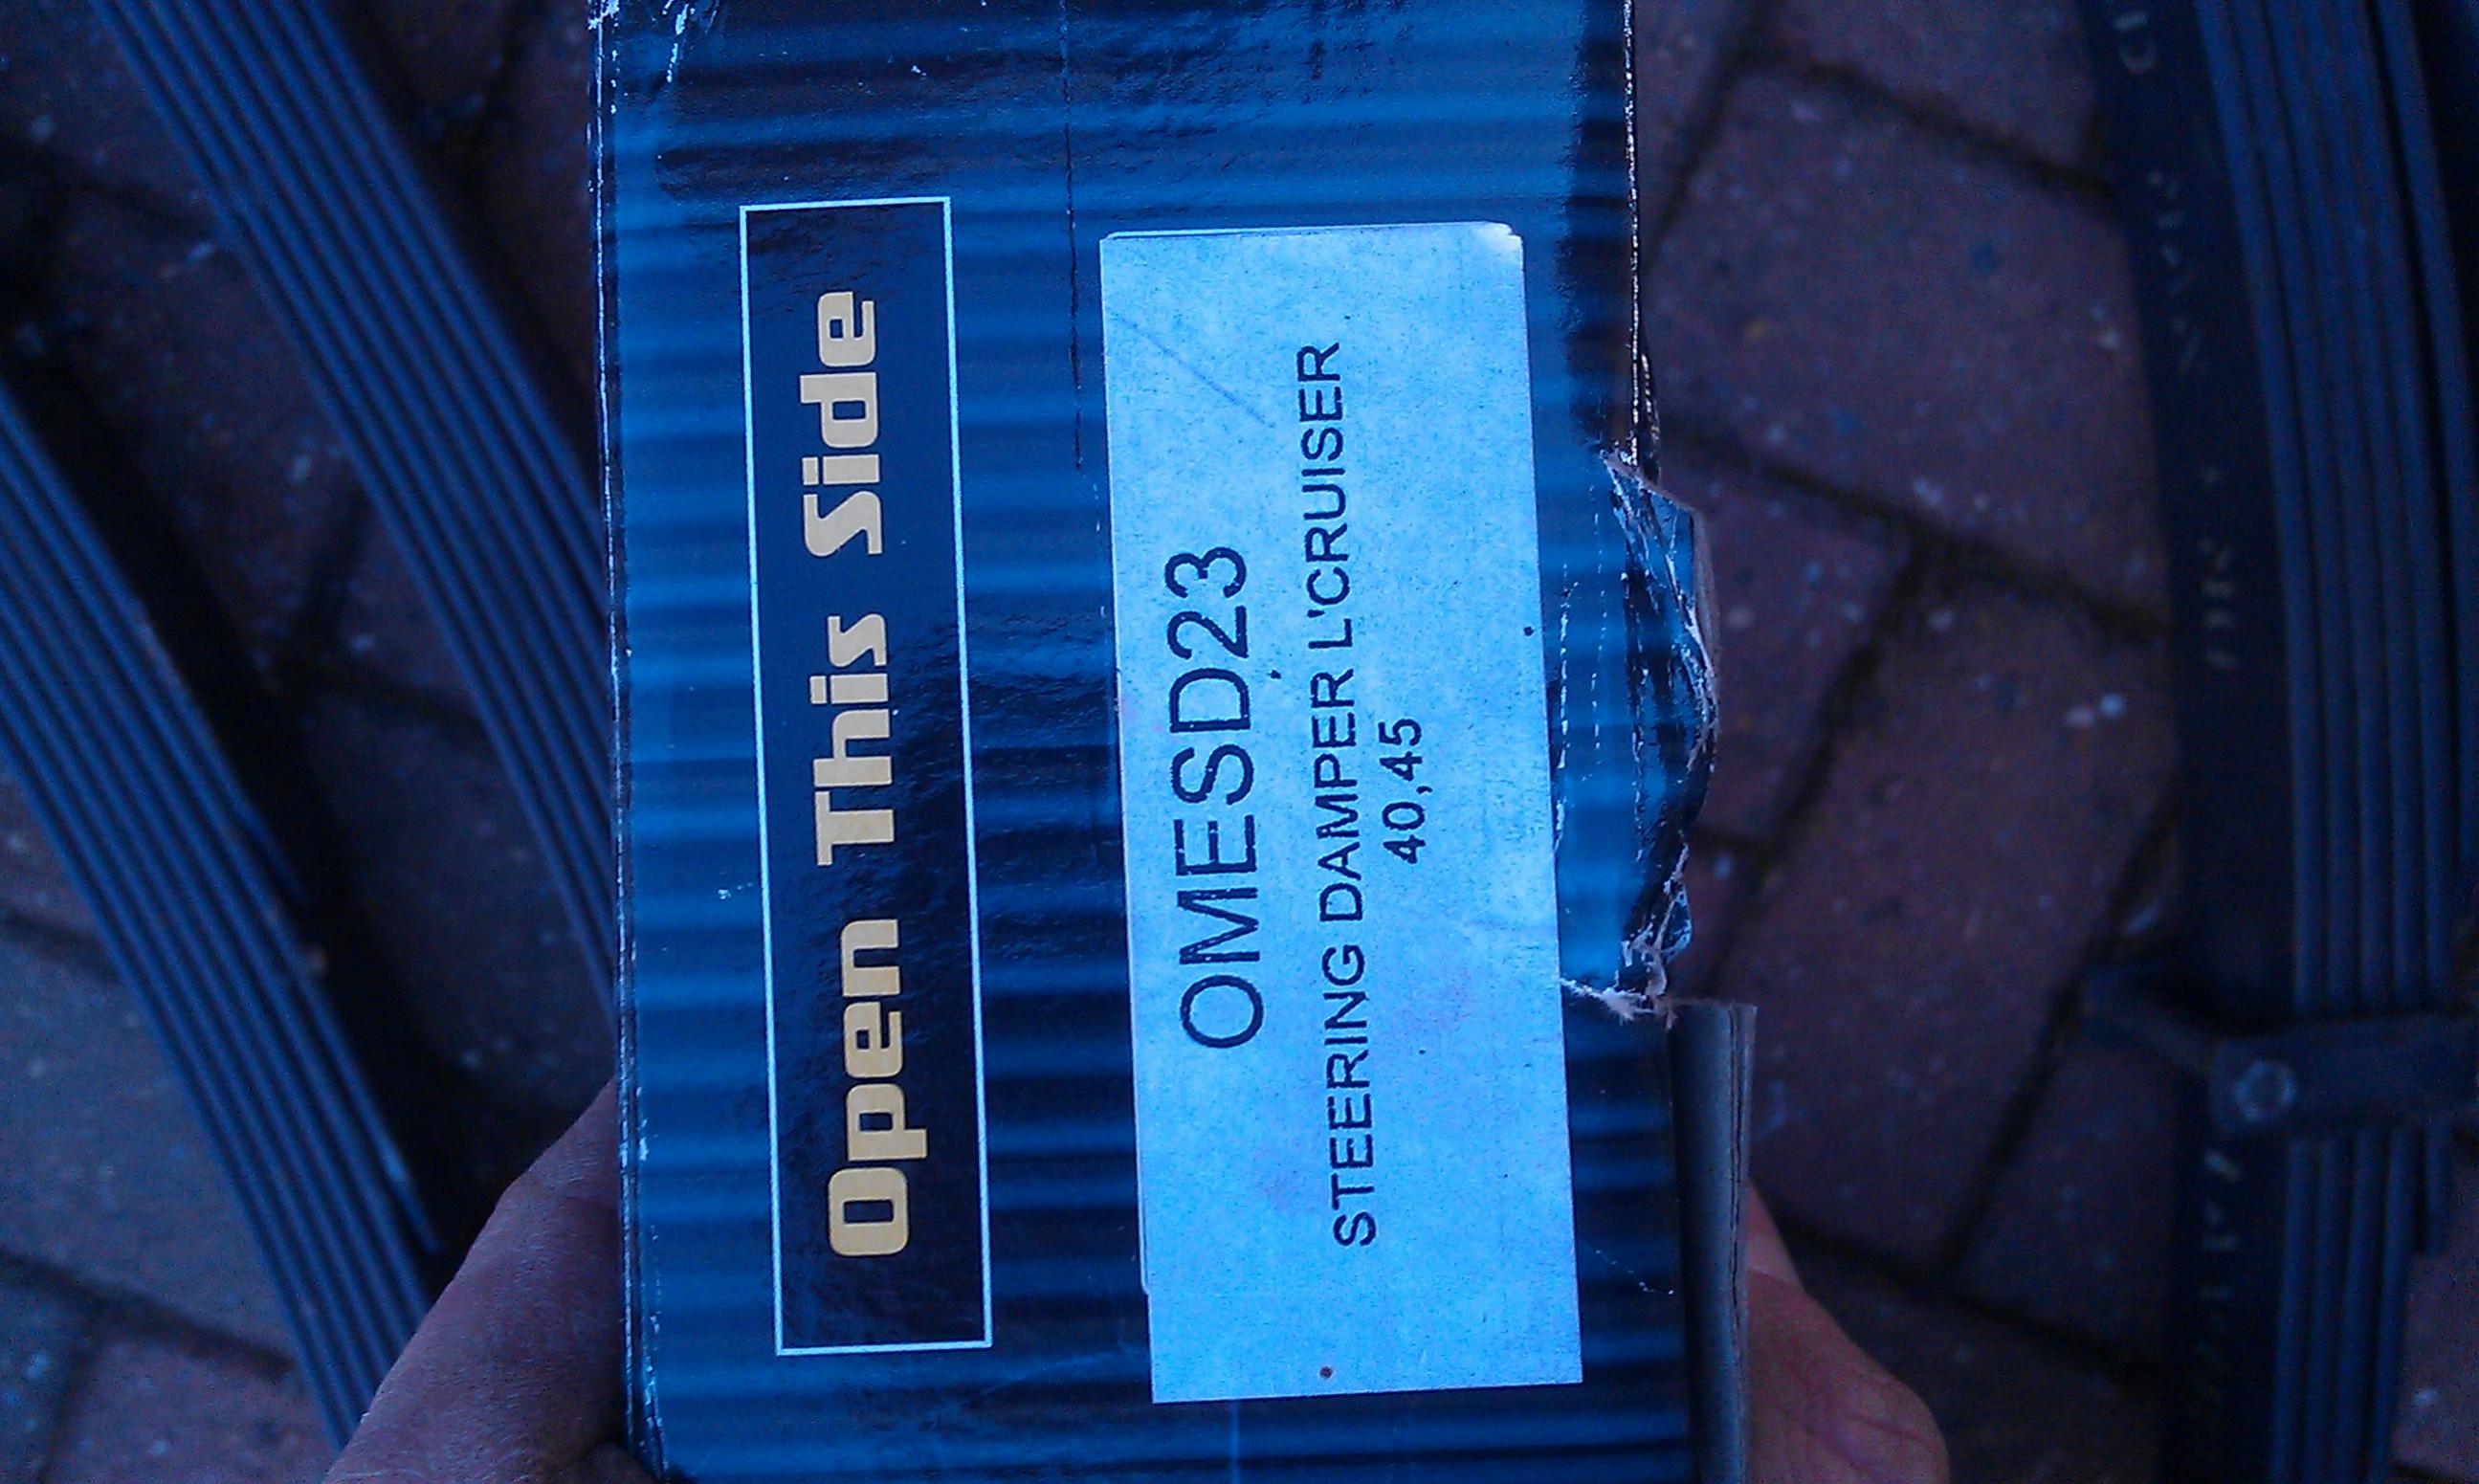 Open This Side
OMESD23
STEERING DAMPER L'CRUISER
40,45